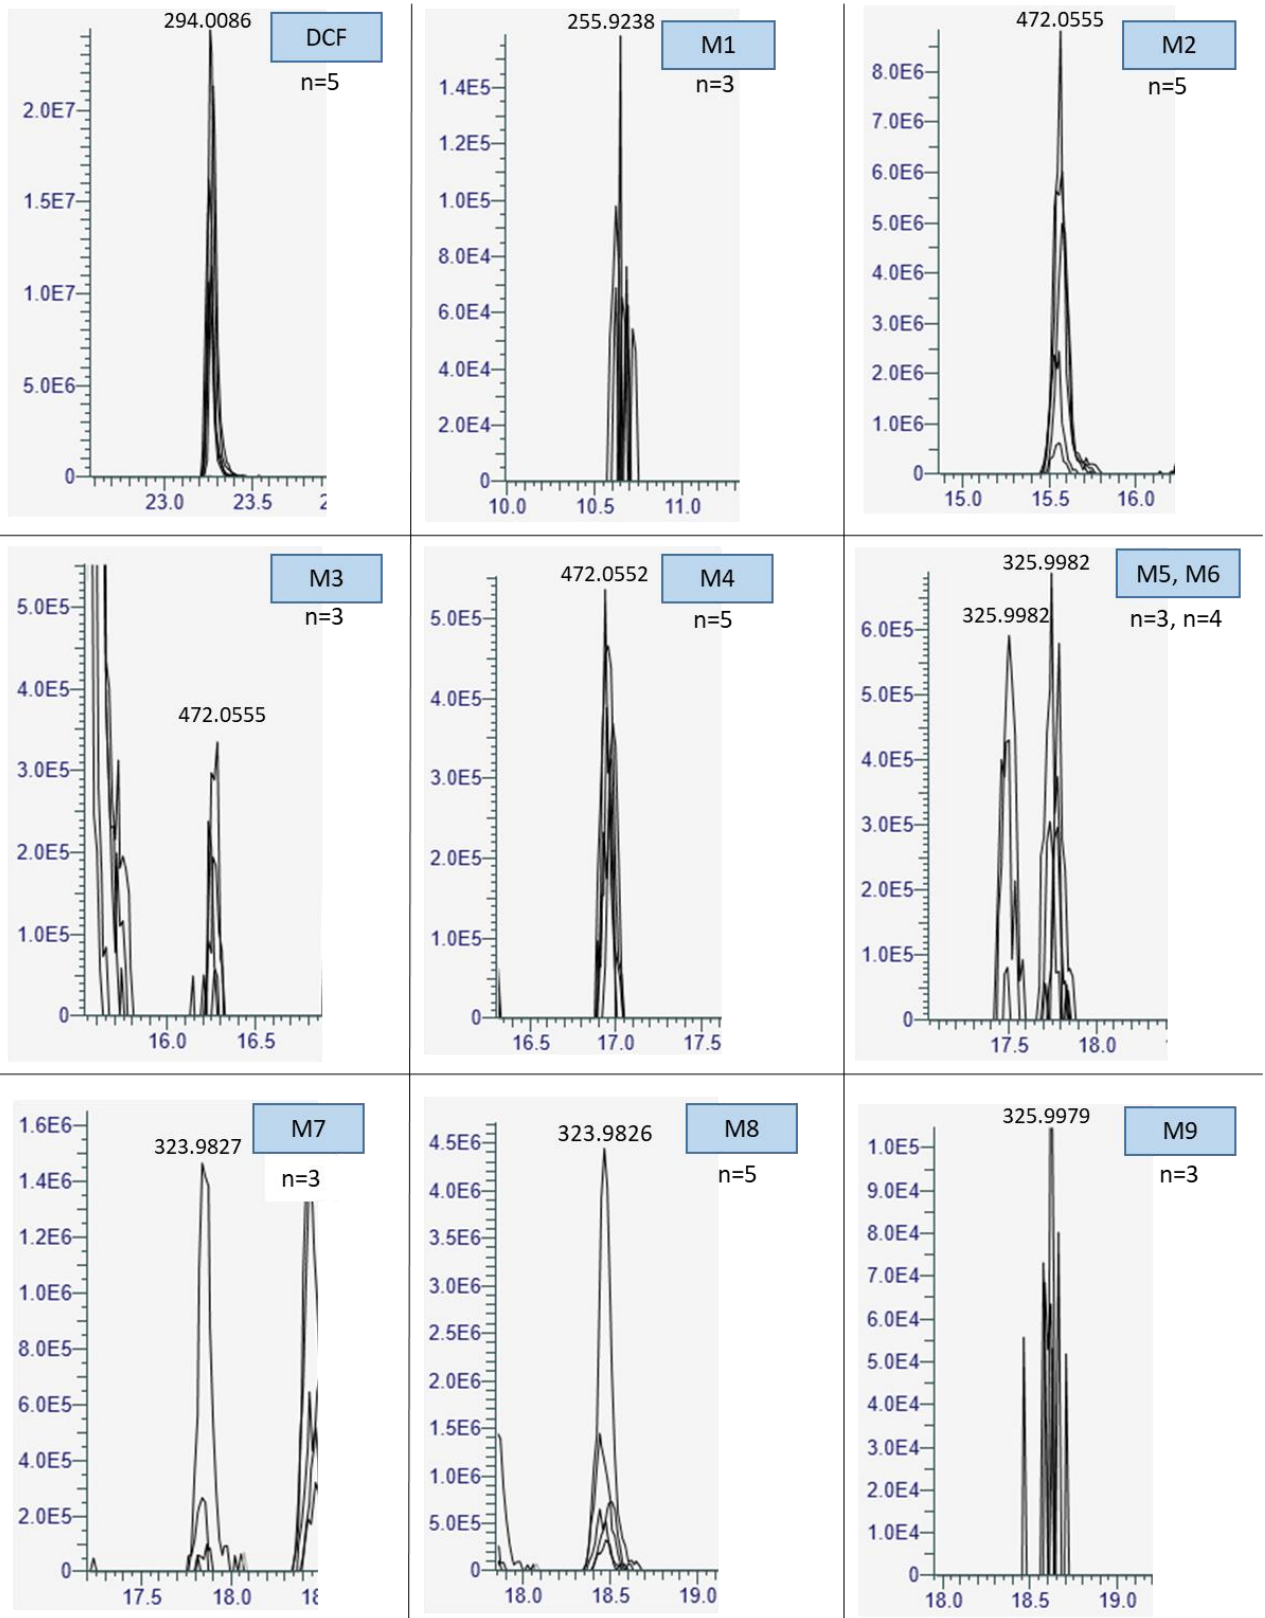 294.0086
DCF
n=5
2.0E7
1.5E7
1.0E7
5.0E6
0
23.0 23.5 2
255.9238
M1
n=3
1.4E5
1.2E5
1.0E5
8.0E4
6.0E4
4.0E4
2.0E4
0
10.0 10.5 11.0
472.0555
M2
n=5
8.0E6
7.0E6
6.0E6
5.0E6
4.0E6
3.0E6
2.0E6
1.0E6
0
15.0 15.5 16.0
M3
n=3
5.0E5
4.0E5
472.0555
3.0E5
2.0E5
1.0E5
0
16.0 16.5
472.0552
M4
n=5
5.0E5
4.0E5
3.0E5
2.0E5
1.0E5
0
16.5 17.0 17.5
325.9982
M5, M6
325.9982
n=3, n=4
6.0E5
5.0E5
4.0E5
3.0E5
2.0E5
1.0E5
0
17.5 18.0
M7
323.9827
n=3
1.6E6
1.4E6
1.2E6
1.0E6
8.0E5
6.0E5
4.0E5
2.0E5
0
17.5 18.0 18
323.9826
M8
n=5
4.5E6
4.0E6
3.5E6
3.0E6
2.5E6
2.0E6
1.5E6
1.0E6
5.0E5
0
18.0 18.5 19.0
325.9979
M9
n=3
1.0E5
9.0E4
8.0E4
7.0E4
6.0E4
5.0E4
4.0E4
3.0E4
2.0E4
1.0E4
0
18.0 18.5 19.0